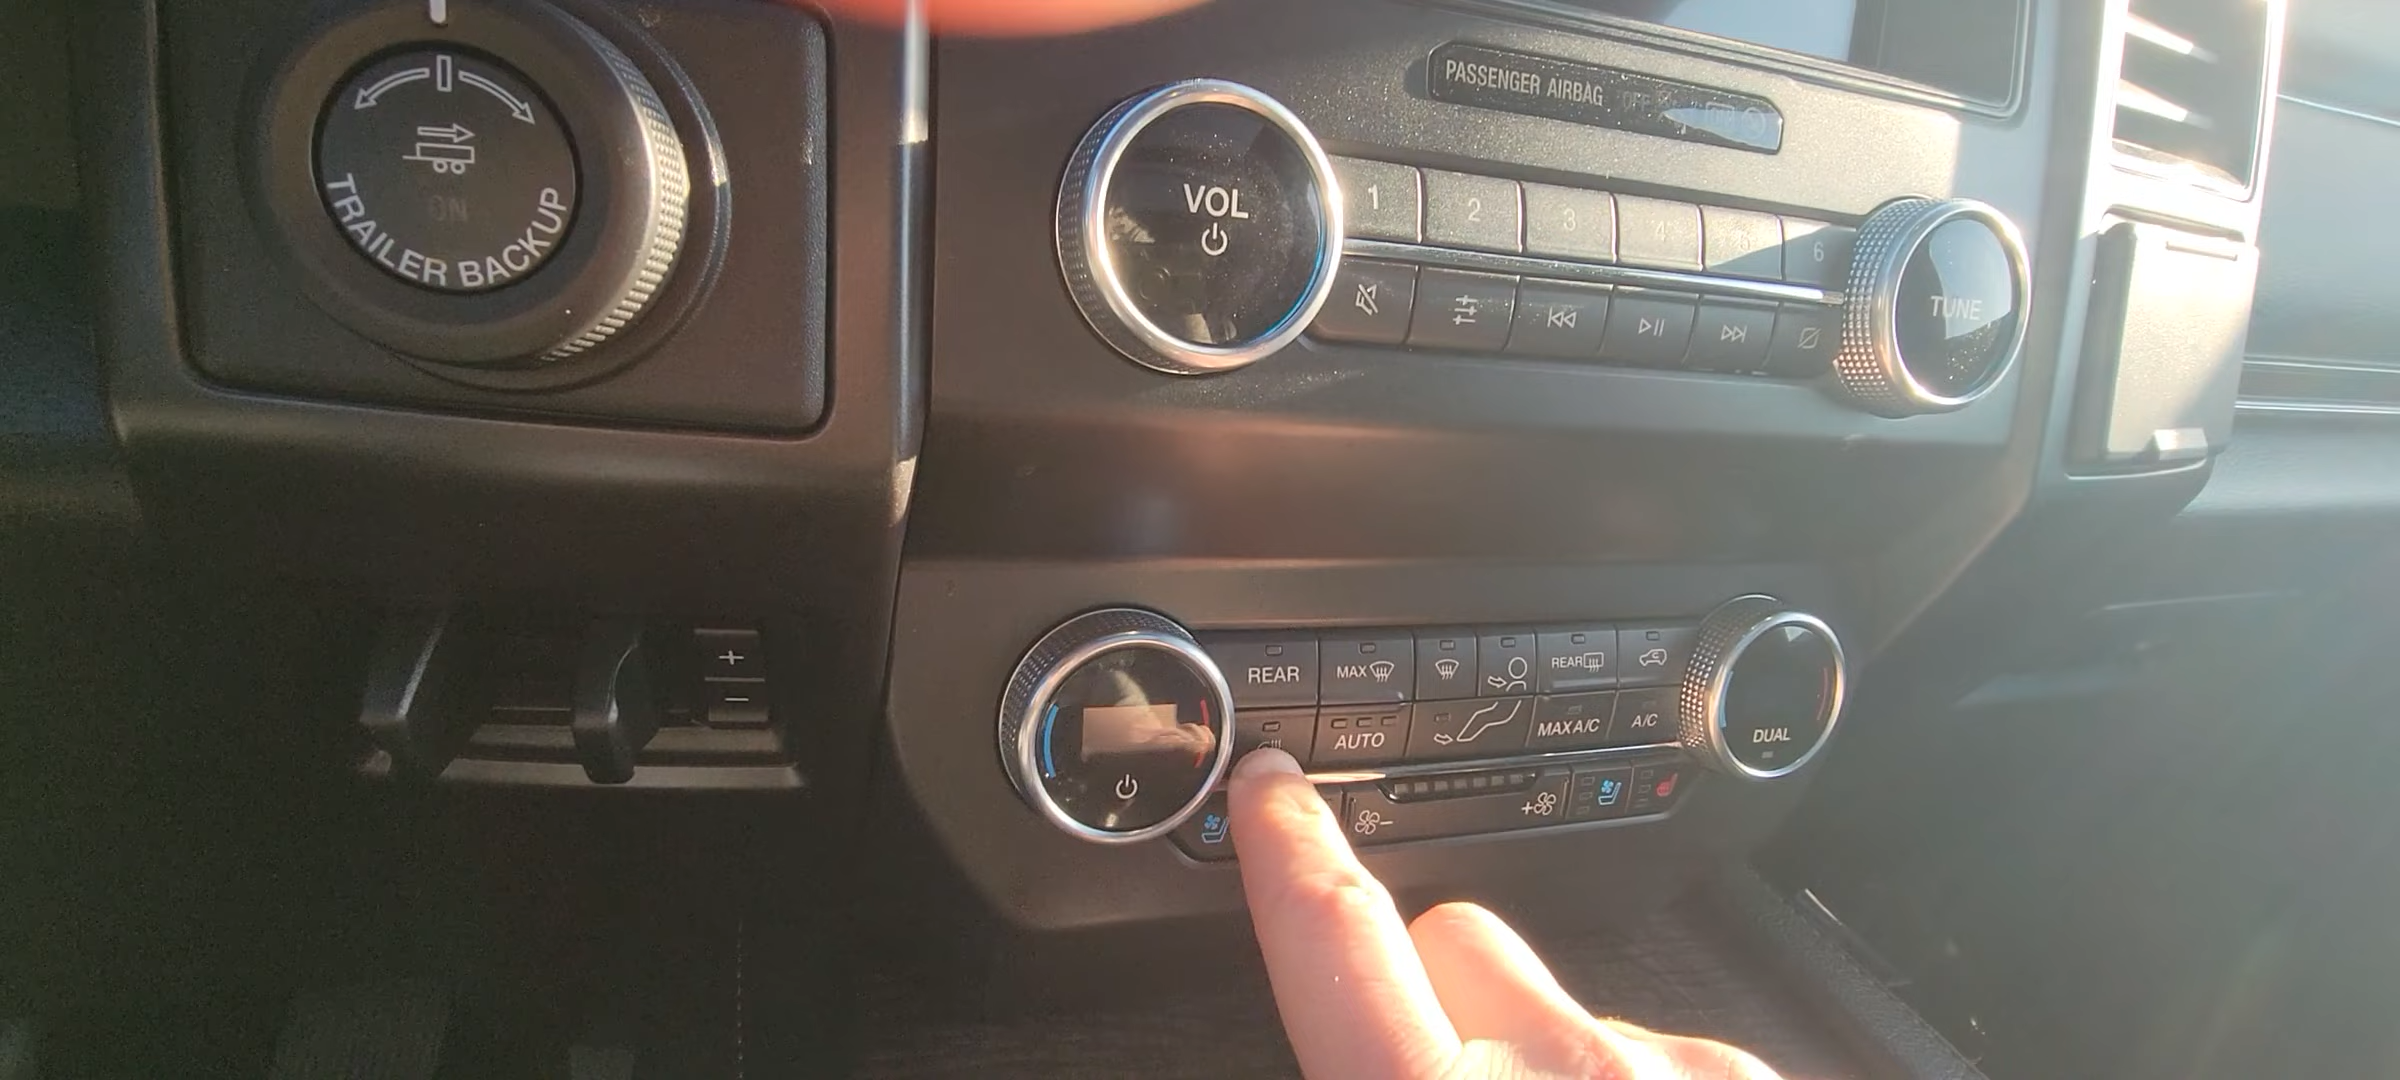 TRAILER BACKUP
ON
PASSENGER AIRBAG OFF
VOL
1 2 3 4 5 6
TUNE
+
-
REAR MAX REAR
AUTO MAX A/C A/C
- +
DUAL